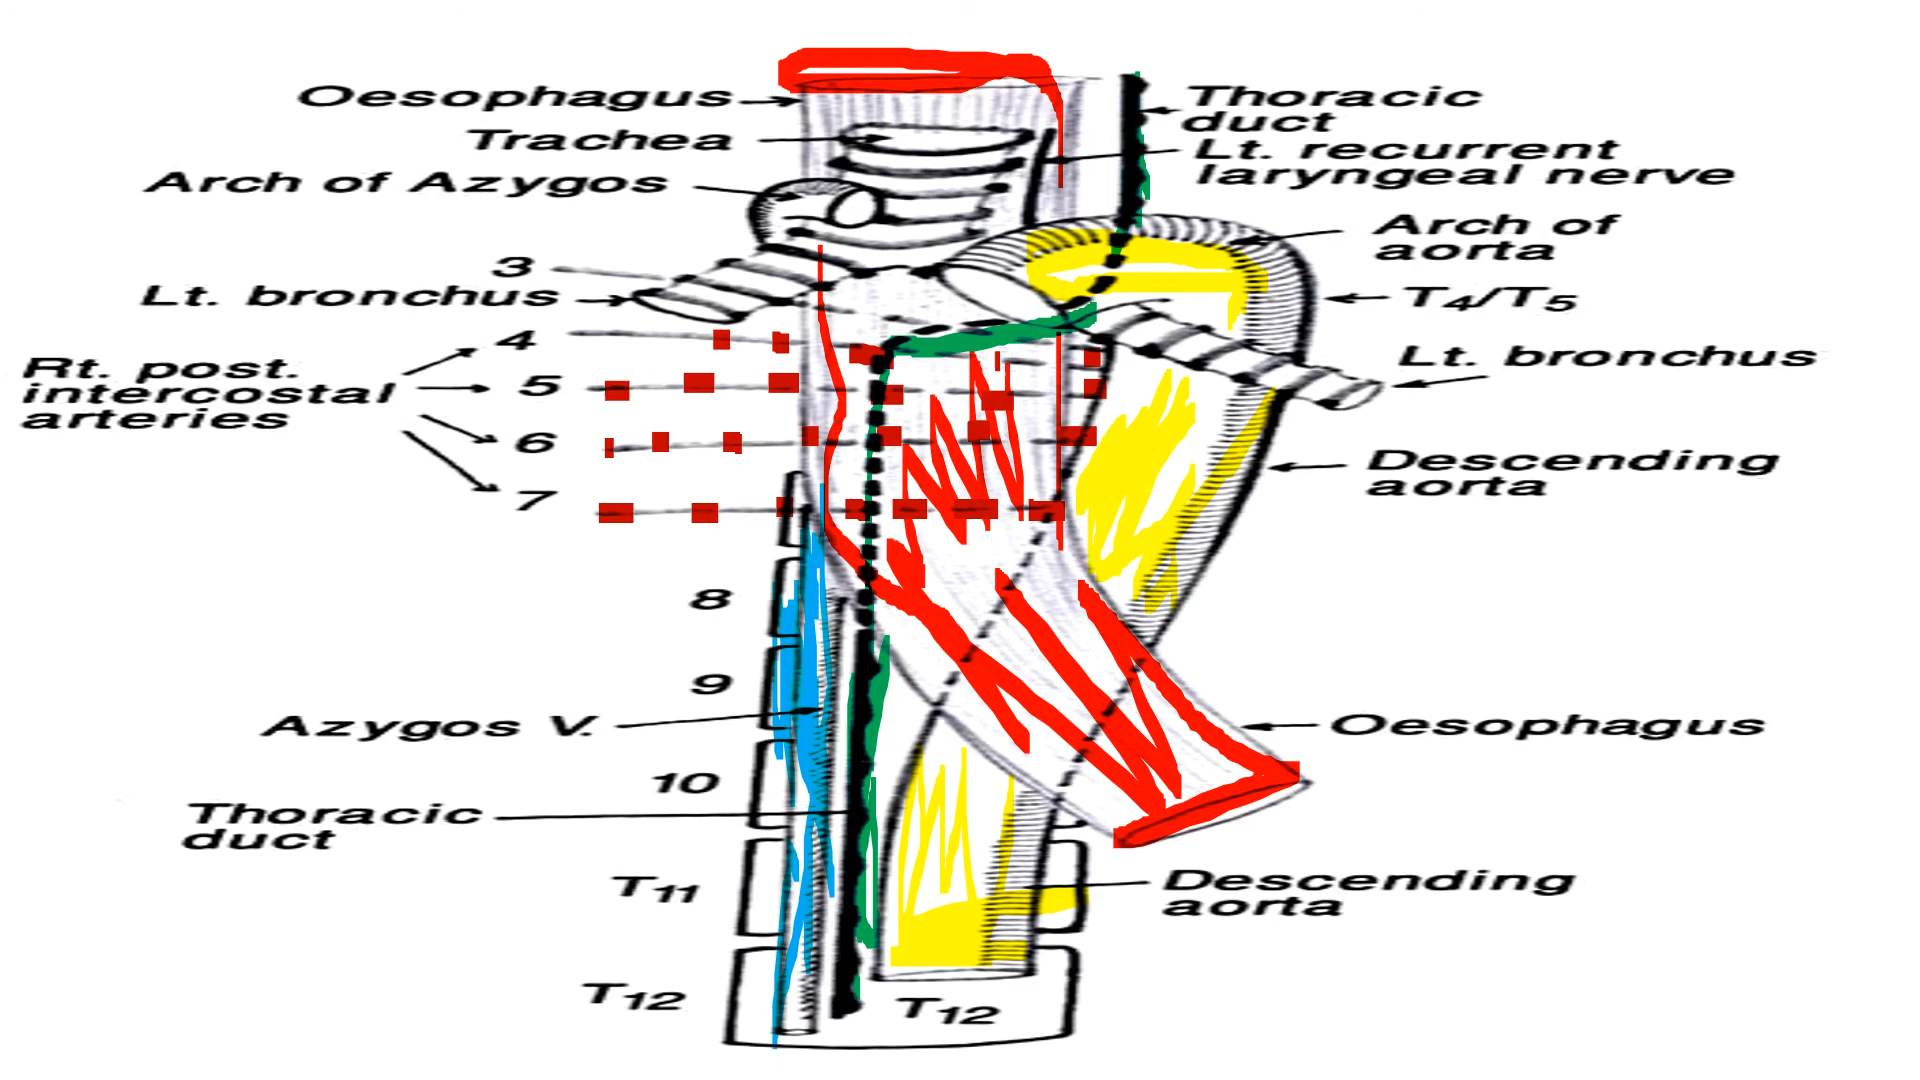 Oesophagus
Trachea
Arch of Azygos
3
Lt. bronchus
4
Rt. post.
intercostal
arteries
5
6
7
8
9
Azygos V.
10
Thoracic
duct
T11
T12
T12
Thoracic
duct
Lt. recurrent
laryngeal nerve
Arch of
aorta
T4/T5
Lt. bronchus
Descending
aorta
Oesophagus
Descending
aorta